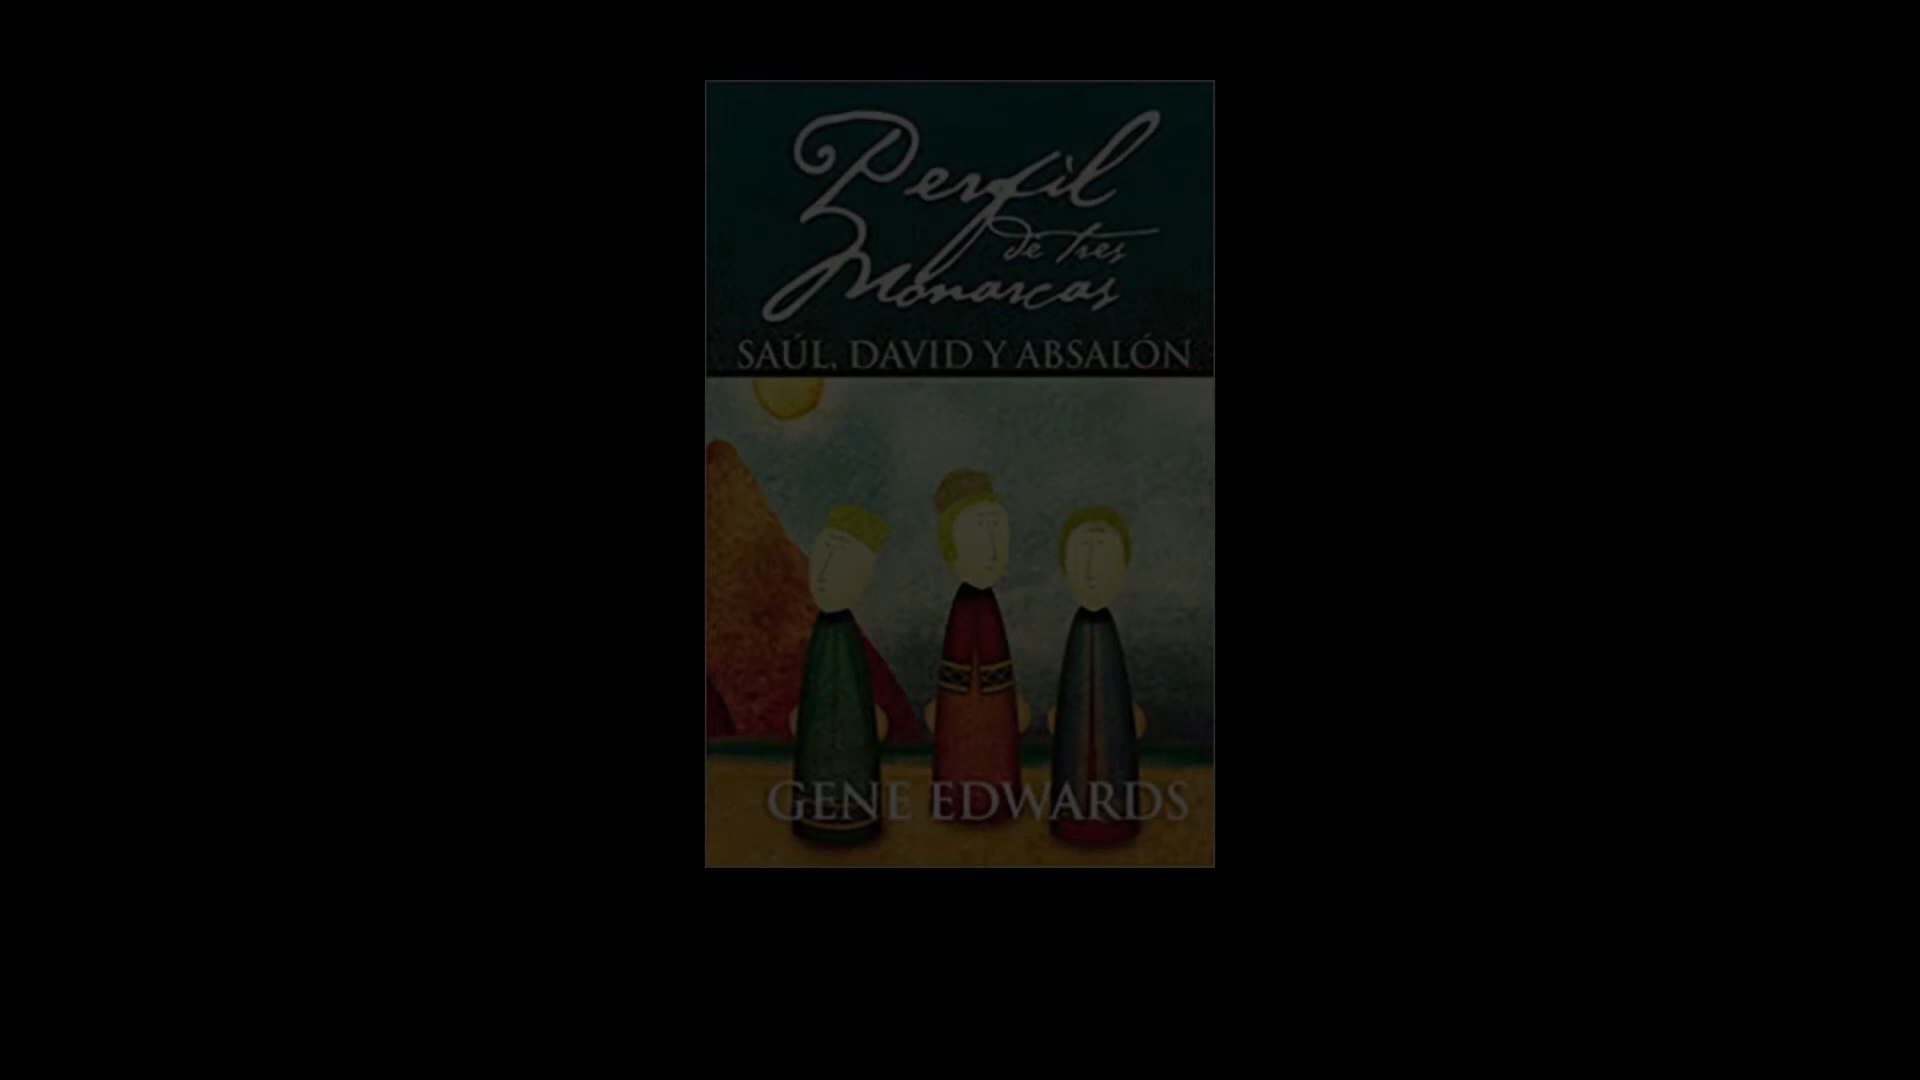 Perfil
de tres
Monarcas
SAÚL, DAVID Y ABSALÓN
GENE EDWARDS